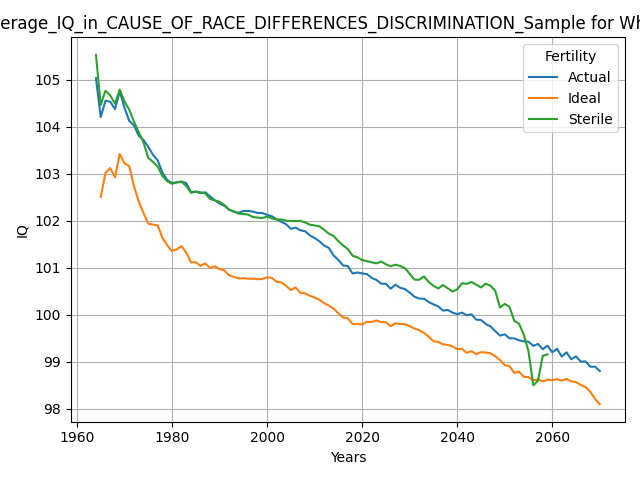 erage_IQ_in_CAUSE_OF_RACE_DIFFERENCES_DISCRIMINATION_Sample for Wh
Fertility
Actual
Ideal
Sterile
IQ
105
104
103
102
101
100
99
98
1960
1980
2000
2020
2040
2060
Years